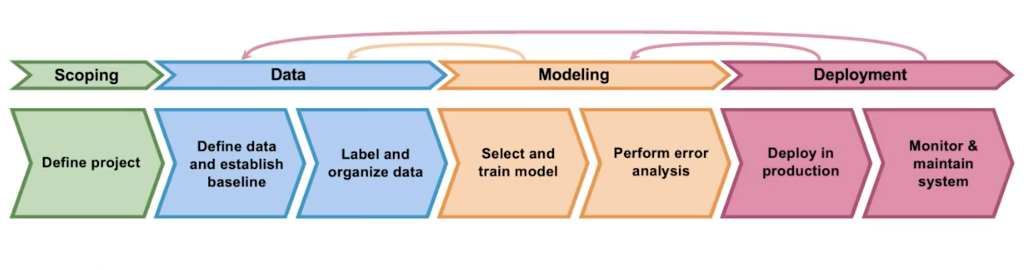 Scoping
Data
Modeling
Deployment
Define project
Define data
and establish
baseline
Label and
organize data
Select and
train model
Perform error
analysis
Deploy in
production
Monitor &
maintain
system